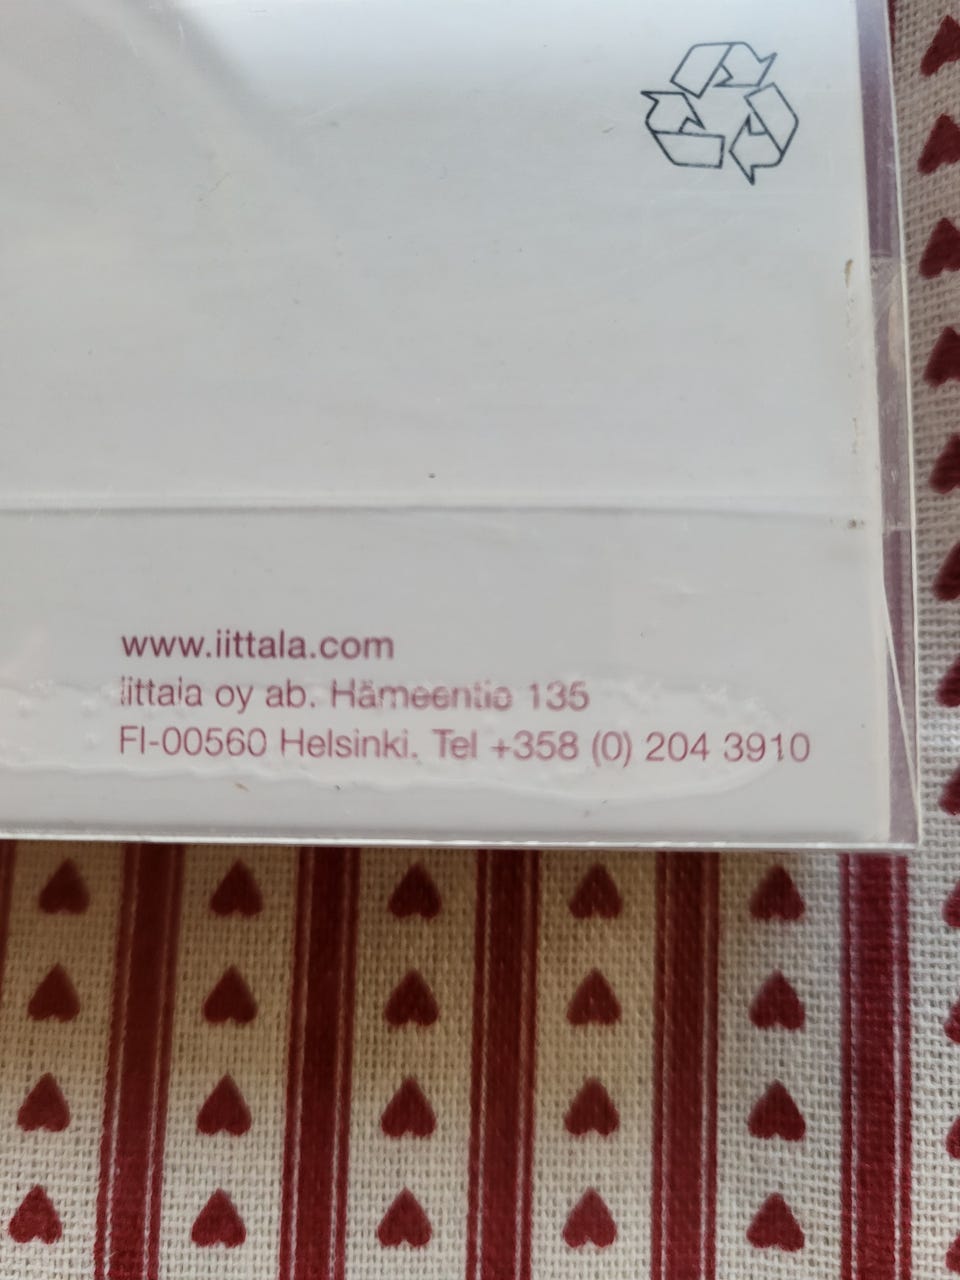 www.iittala.com
iittala oy ab. Hämeentie 135
FI-00560 Helsinki. Tel +358 (0) 204 3910